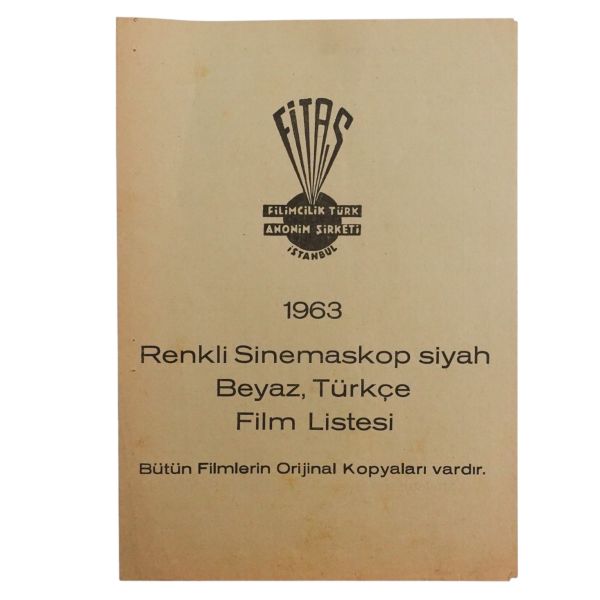 FİTAŞ
FİLİMCİLİK TÜRK
ANONİM ŞİRKETİ
İSTANBUL
1963
Renkli Sinemaskop siyah
Beyaz, Türkçe
Film Listesi
Bütün Filmlerin Orijinal Kopyaları vardır.